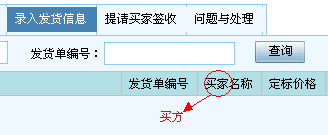 录入发货信息 提请买家签收 问题与处理
发货单编号： 查询
发货单编号 买家名称 定标价格
买方